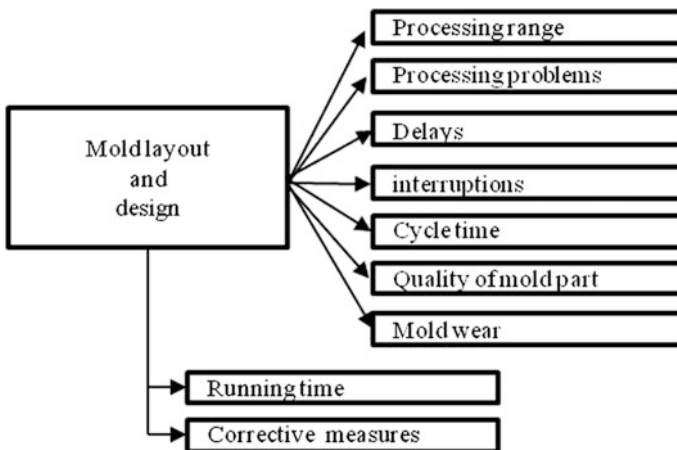 Mold layout
and
design
Processing range
Processing problems
Delays
interruptions
Cycle time
Quality of mold part
Mold wear
Running time
Corrective measures